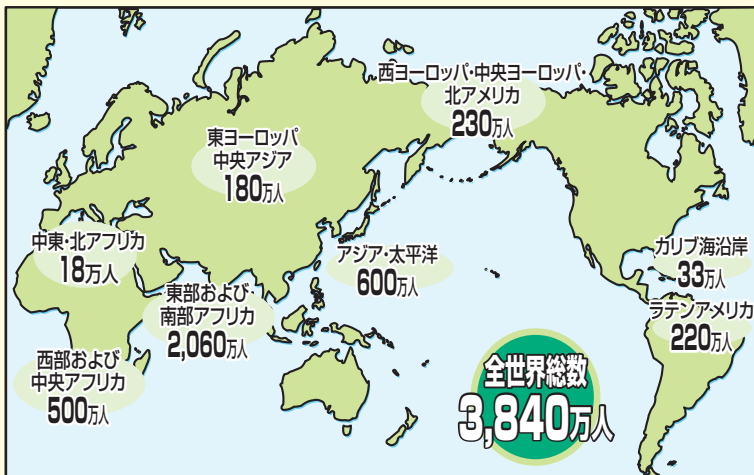 西ヨーロッパ・中央ヨーロッパ・
北アメリカ
230万人
東ヨーロッパ
中央アジア
180万人
中東・北アフリカ
18万人
アジア・太平洋
600万人
カリブ海沿岸
33万人
東部および
南部アフリカ
2,060万人
ラテンアメリカ
220万人
西部および
中央アフリカ
500万人
全世界総数
3,840万人